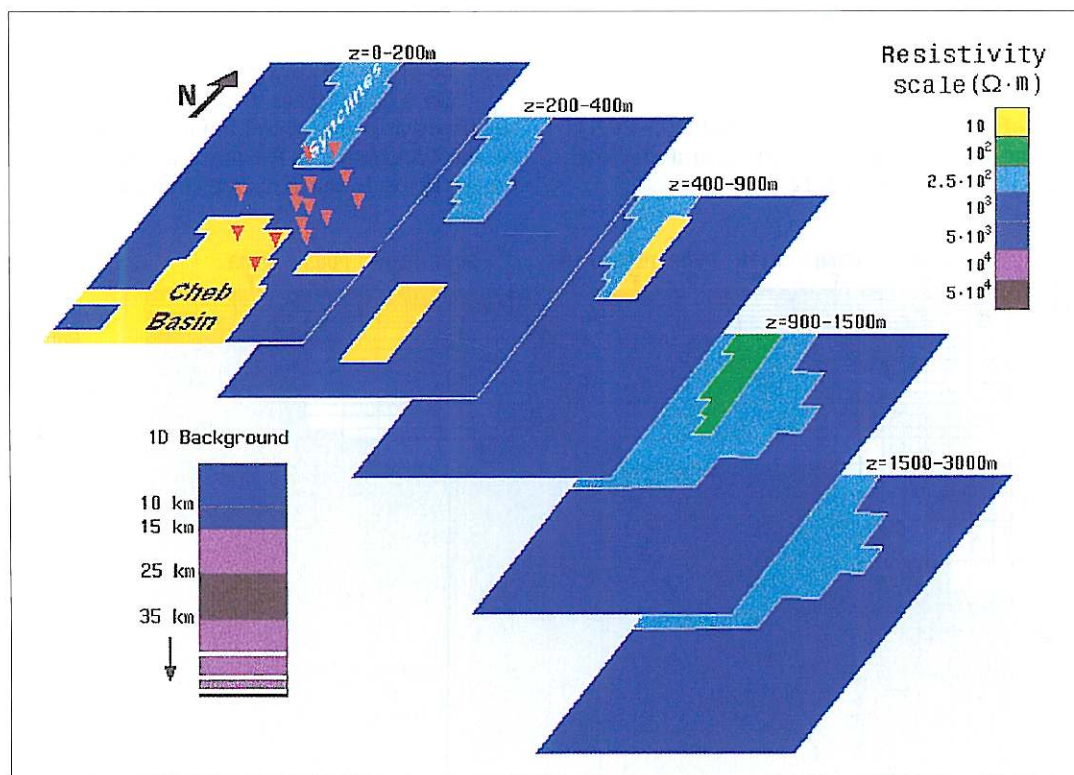 z=0-200m
N
Synclines
z=200-400m
z=400-900m
z=900-1500m
z=1500-3000m
Cheb
Basin
Resistivity
scale(Ω·m)
10
10²
2.5·10²
10³
5·10³
10⁴
5·10⁴
1D Background
10 km
15 km
25 km
35 km